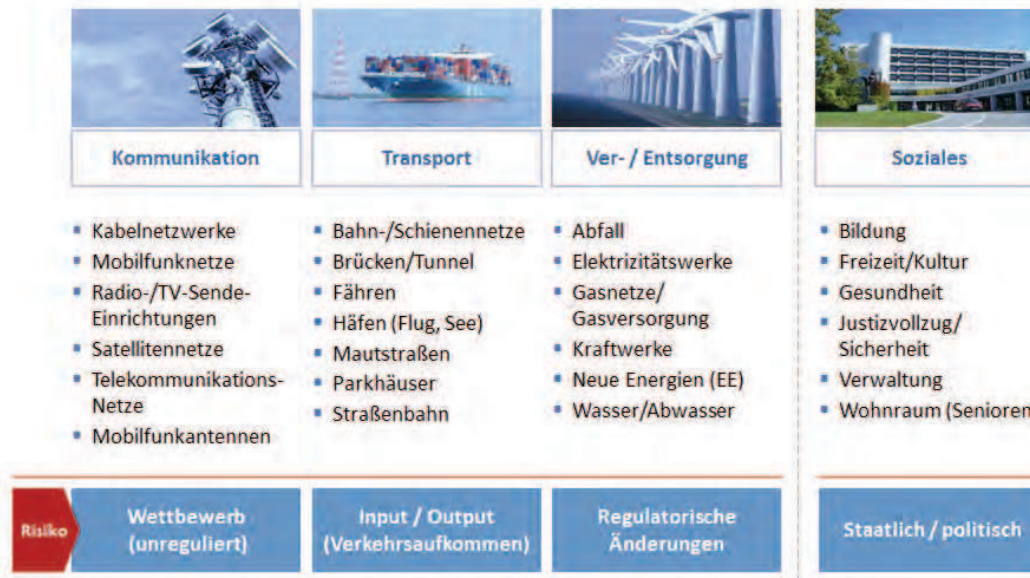 Kommunikation
Transport
Ver- / Entsorgung
Soziales
Kabelnetzwerke
Mobilfunknetze
Radio-/TV-Sende-
Einrichtungen
Satellitennetze
Telekommunikations-
Netze
Mobilfunkantennen
Bahn-/Schienennetze
Brücken/Tunnel
Fähren
Häfen (Flug, See)
Mautstraßen
Parkhäuser
Straßenbahn
Abfall
Elektrizitätswerke
Gasnetze/
Gasversorgung
Kraftwerke
Neue Energien (EE)
Wasser/Abwasser
Bildung
Freizeit/Kultur
Gesundheit
Justizvollzug/
Sicherheit
Verwaltung
Wohnraum (Senioren
Risiko
Wettbewerb
(unreguliert)
Input / Output
(Verkehrsaufkommen)
Regulatorische
Änderungen
Staatlich / politisch